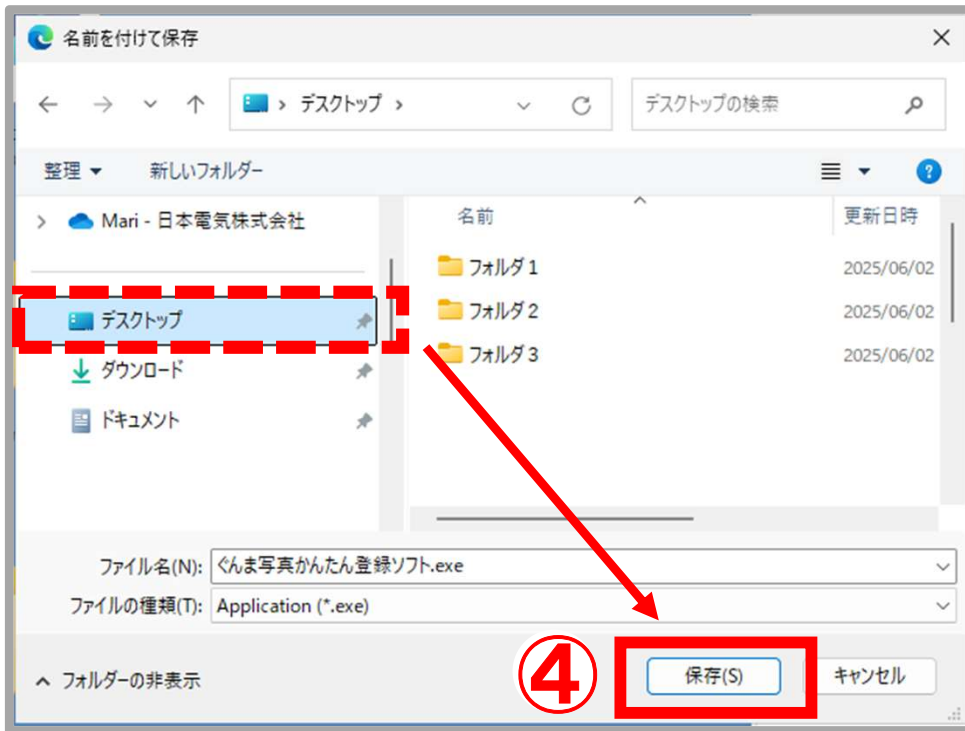 名前を付けて保存
デスクトップ
デスクトップの検索
整理
新しいフォルダー
Mari - 日本電気株式会社
名前
更新日時
フォルダ1
2025/06/02
デスクトップ
フォルダ2
2025/06/02
フォルダ3
2025/06/02
ダウンロード
ドキュメント
ファイル名(N): ぐんま写真かんたん登録ソフト.exe
ファイルの種類(T): Application (*.exe)
フォルダーの非表示
④
保存(S)
キャンセル